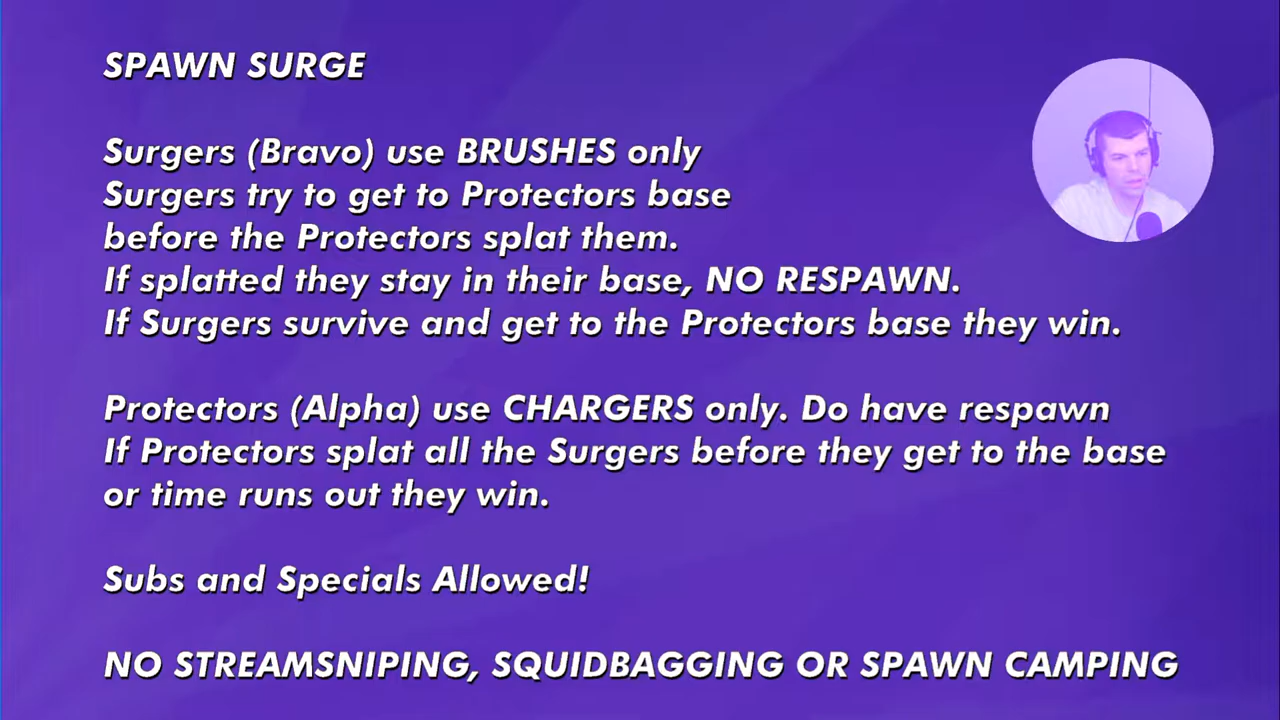 SPAWN SURGE
Surgers (Bravo) use BRUSHES only
Surgers try to get to Protectors base
before the Protectors splat them.
If splatted they stay in their base, NO RESPAWN.
If Surgers survive and get to the Protectors base they win.
Protectors (Alpha) use CHARGERS only. Do have respawn
If Protectors splat all the Surgers before they get to the base
or time runs out they win.
Subs and Specials Allowed!
NO STREAMSNIPING, SQUIDBAGGING OR SPAWN CAMPING